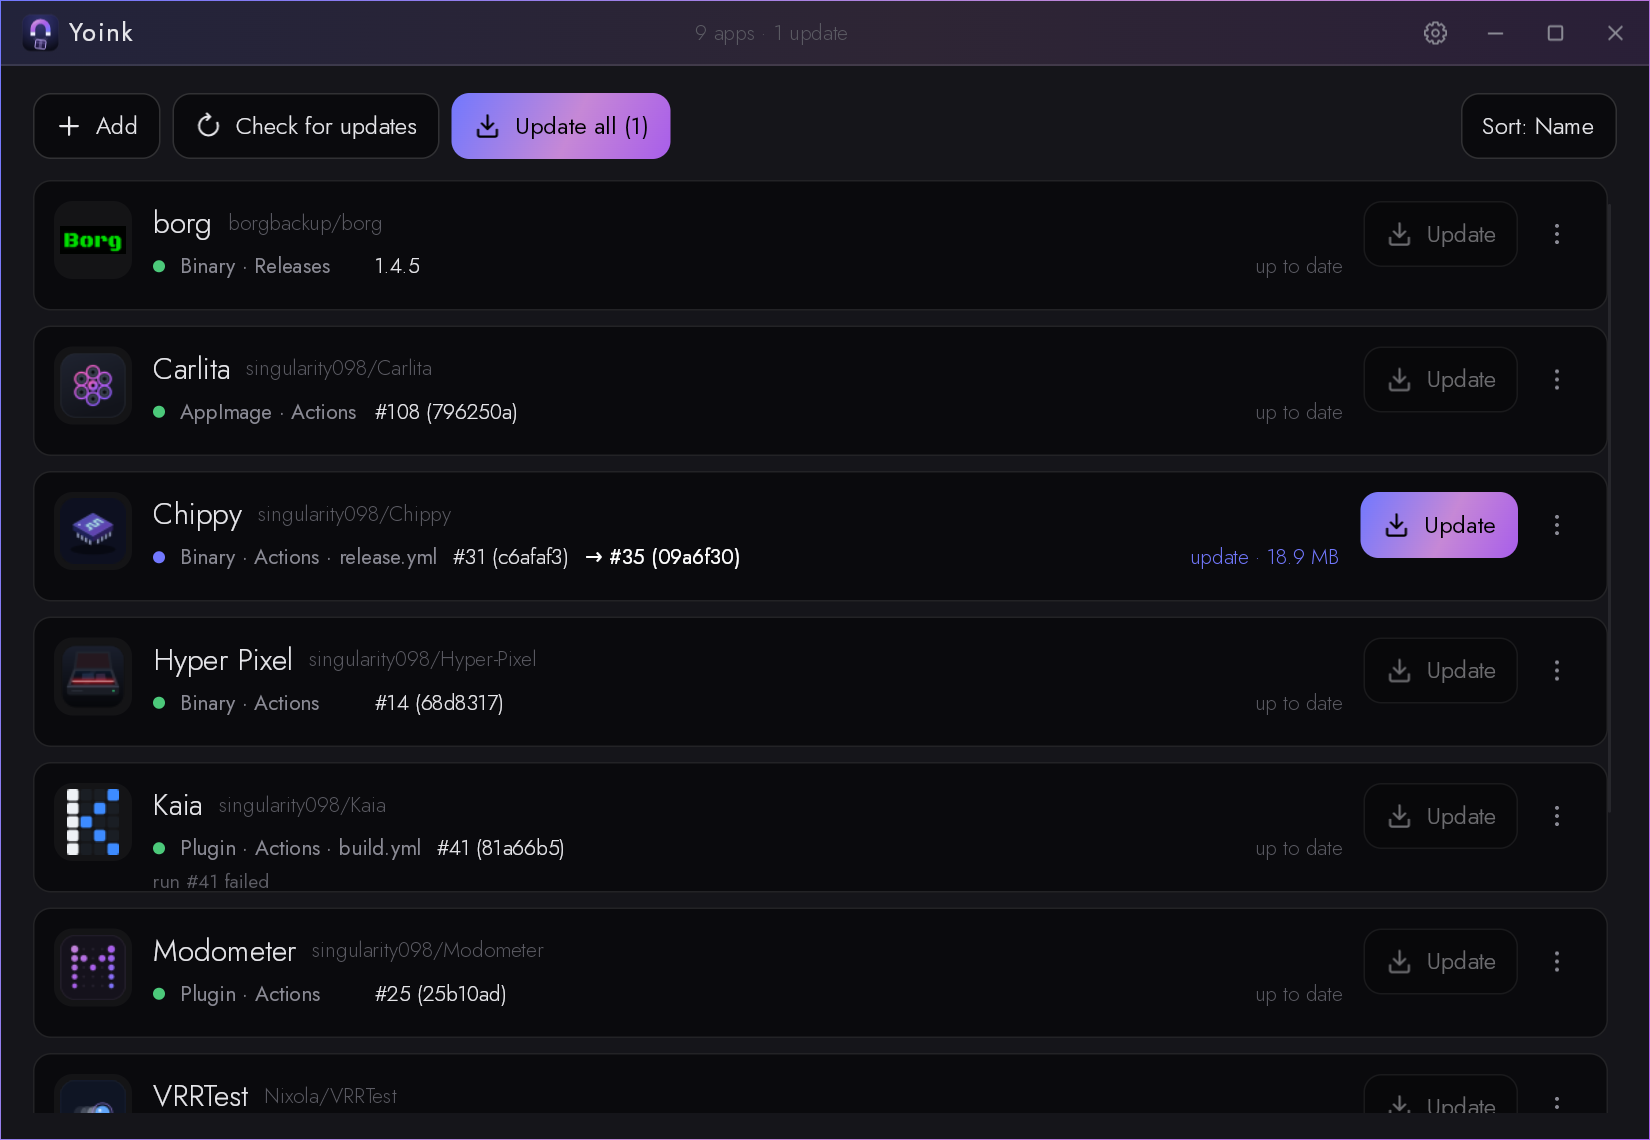 Yoink
9 apps · 1 update
Add
Check for updates
Update all (1)
Sort: Name
Borg
borg borgbackup/borg
Update
Binary · Releases 1.4.5
up to date
Carlita singularity098/Carlita
Update
AppImage · Actions #108 (796250a)
up to date
Chippy singularity098/Chippy
Update
Binary · Actions · release.yml #31 (c6afaf3) → #35 (09a6f30)
update · 18.9 MB
Hyper Pixel singularity098/Hyper-Pixel
Update
Binary · Actions #14 (68d8317)
up to date
Kaia singularity098/Kaia
Update
Plugin · Actions · build.yml #41 (81a66b5)
up to date
run #41 failed
Modometer singularity098/Modometer
Update
Plugin · Actions #25 (25b10ad)
up to date
VRRTest Nixola/VRRTest
Update